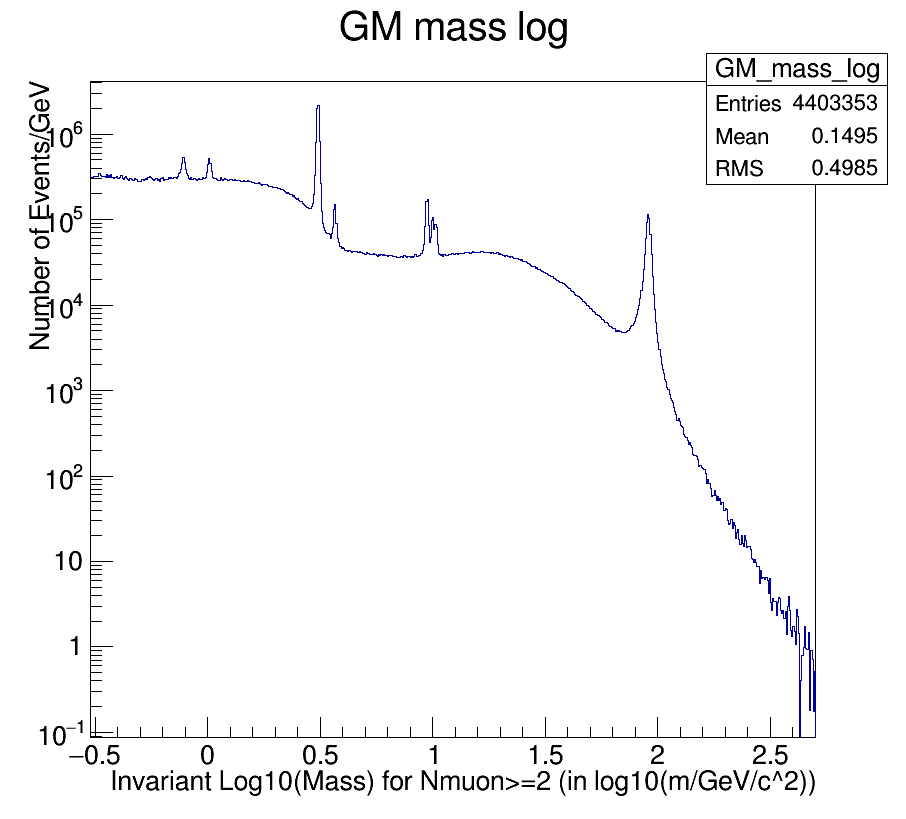 GM mass log
GM_mass_log
Entries 4403353
Mean 0.1495
RMS 0.4985
Number of Events/GeV
10^6
10^5
10^4
10^3
10^2
10
1
10^−1
−0.5 0 0.5 1 1.5 2 2.5
Invariant Log10(Mass) for Nmuon>=2 (in log10(m/GeV/c^2))